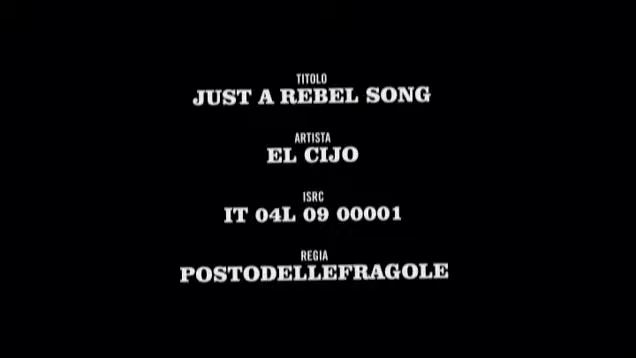 TITOLO
JUST A REBEL SONG
ARTISTA
EL CIJO
ISRC
IT 04L 09 00001
REGIA
POSTODELLEFRAGOLE